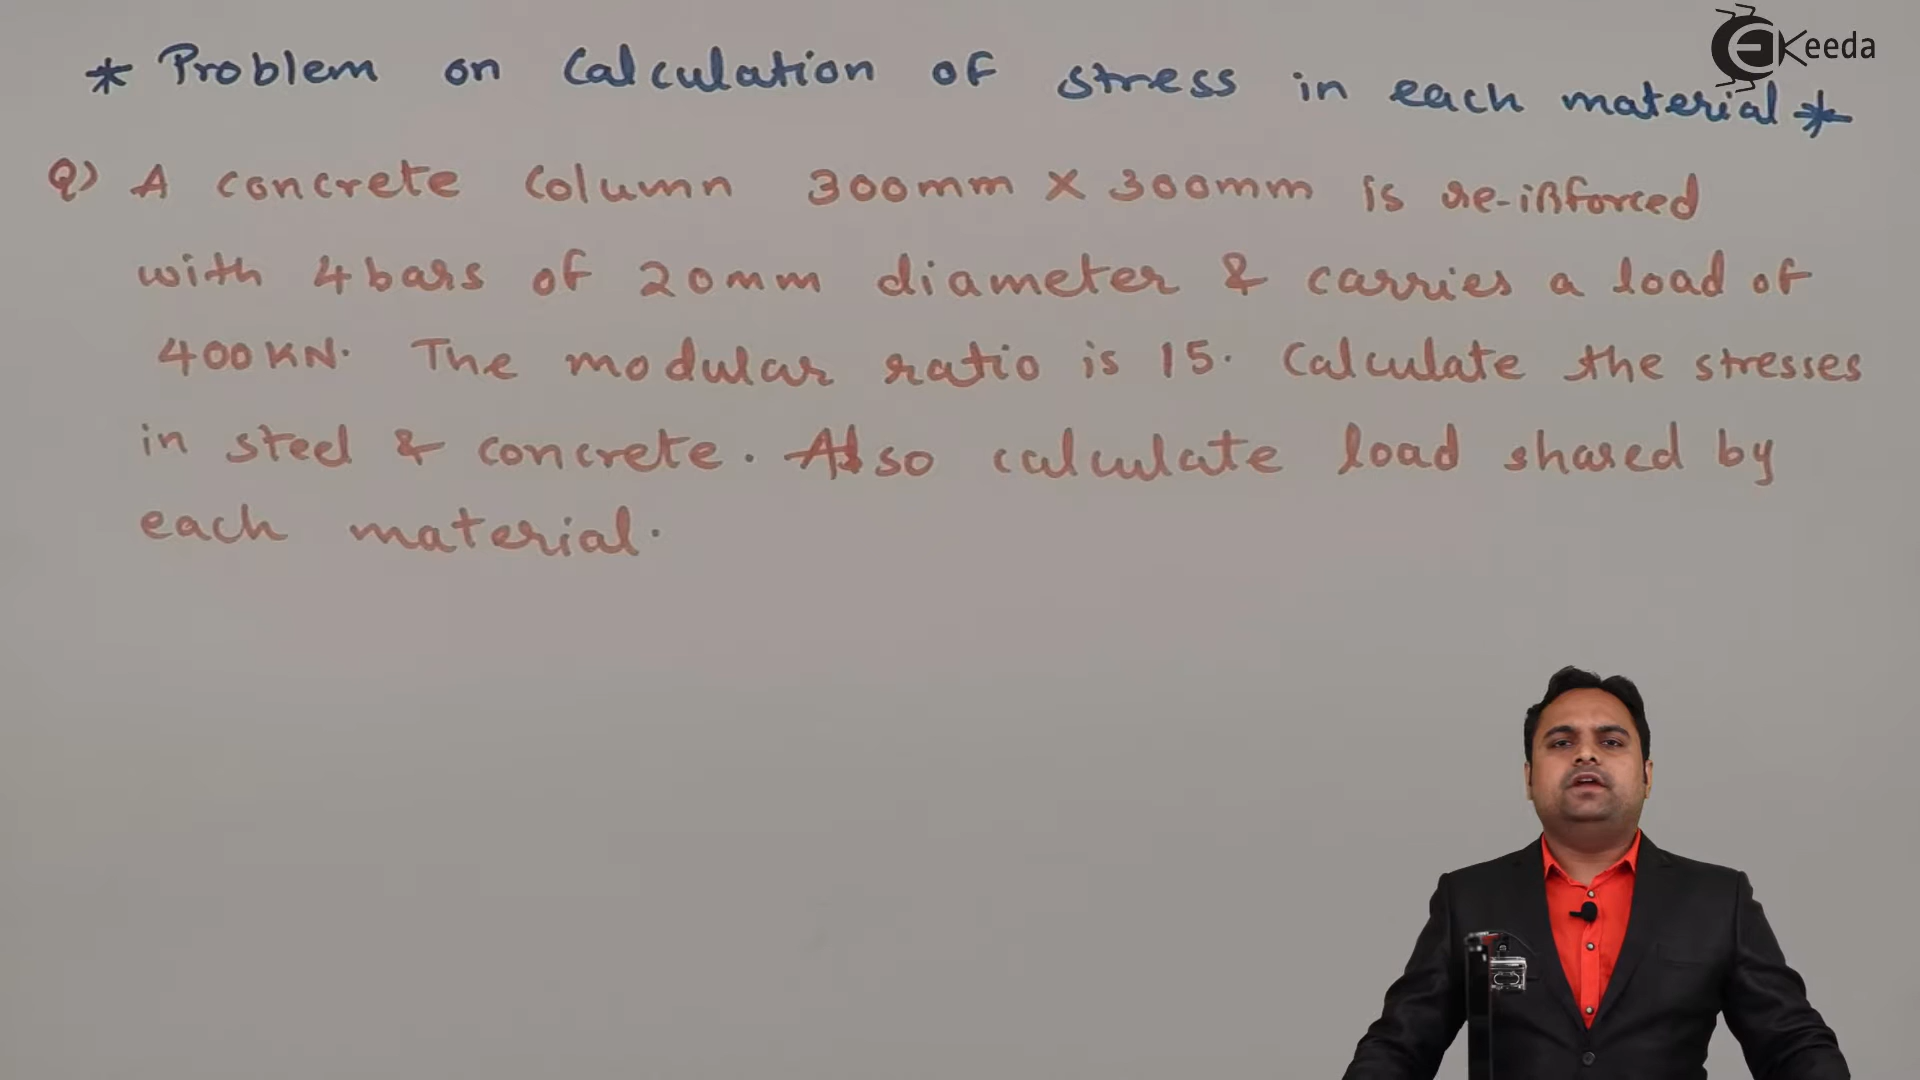 EKeeda
* Problem on Calculation of stress in each material *
Q) A concrete column 300mm X 300mm is re-inforced
with 4 bars of 20mm diameter & carries a load of
400KN. The modular ratio is 15. Calculate the stresses
in steel & concrete. Also calculate load shared by
each material.